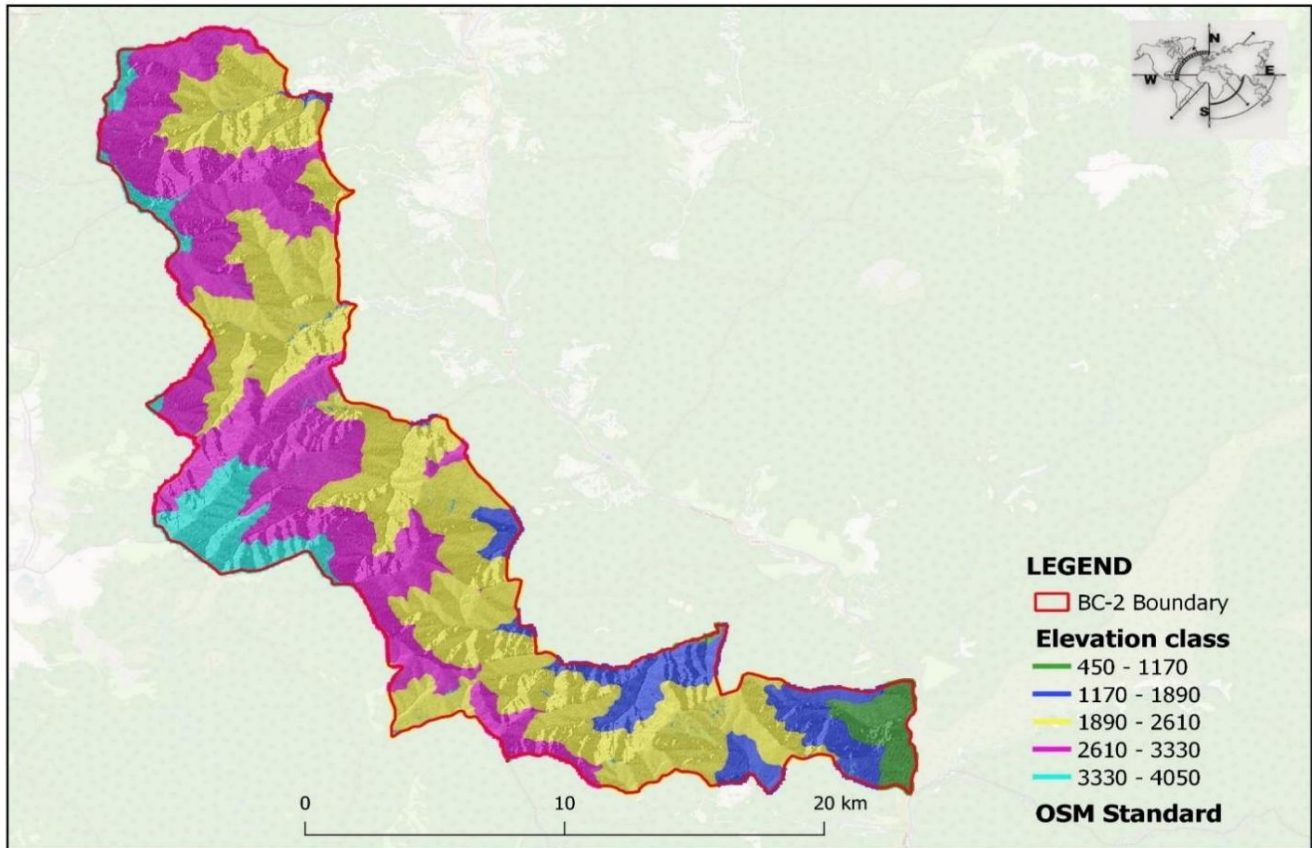 N
W
E
S
LEGEND
BC-2 Boundary
Elevation class
450 - 1170
1170 - 1890
1890 - 2610
2610 - 3330
3330 - 4050
OSM Standard
0
10
20 km